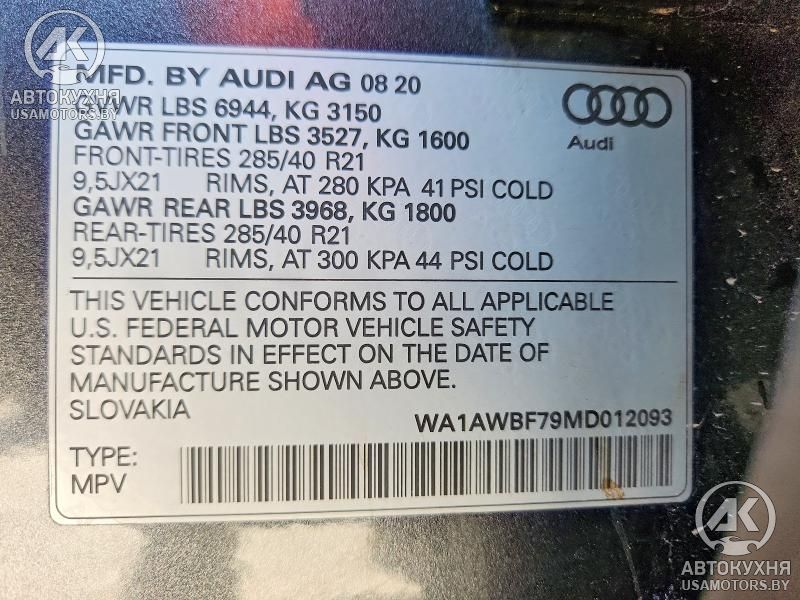 MFD. BY AUDI AG 08 20
GAWR LBS 6944, KG 3150
GAWR FRONT LBS 3527, KG 1600
FRONT-TIRES 285/40 R21
9,5JX21 RIMS, AT 280 KPA 41 PSI COLD
GAWR REAR LBS 3968, KG 1800
REAR-TIRES 285/40 R21
9,5JX21 RIMS, AT 300 KPA 44 PSI COLD
Audi
THIS VEHICLE CONFORMS TO ALL APPLICABLE
U.S. FEDERAL MOTOR VEHICLE SAFETY
STANDARDS IN EFFECT ON THE DATE OF
MANUFACTURE SHOWN ABOVE.
SLOVAKIA
WA1AWBF79MD012093
TYPE:
MPV
АК
АВТОКУХНЯ
USAMOTORS.BY
АК
АВТОКУХНЯ
USAMOTORS.BY